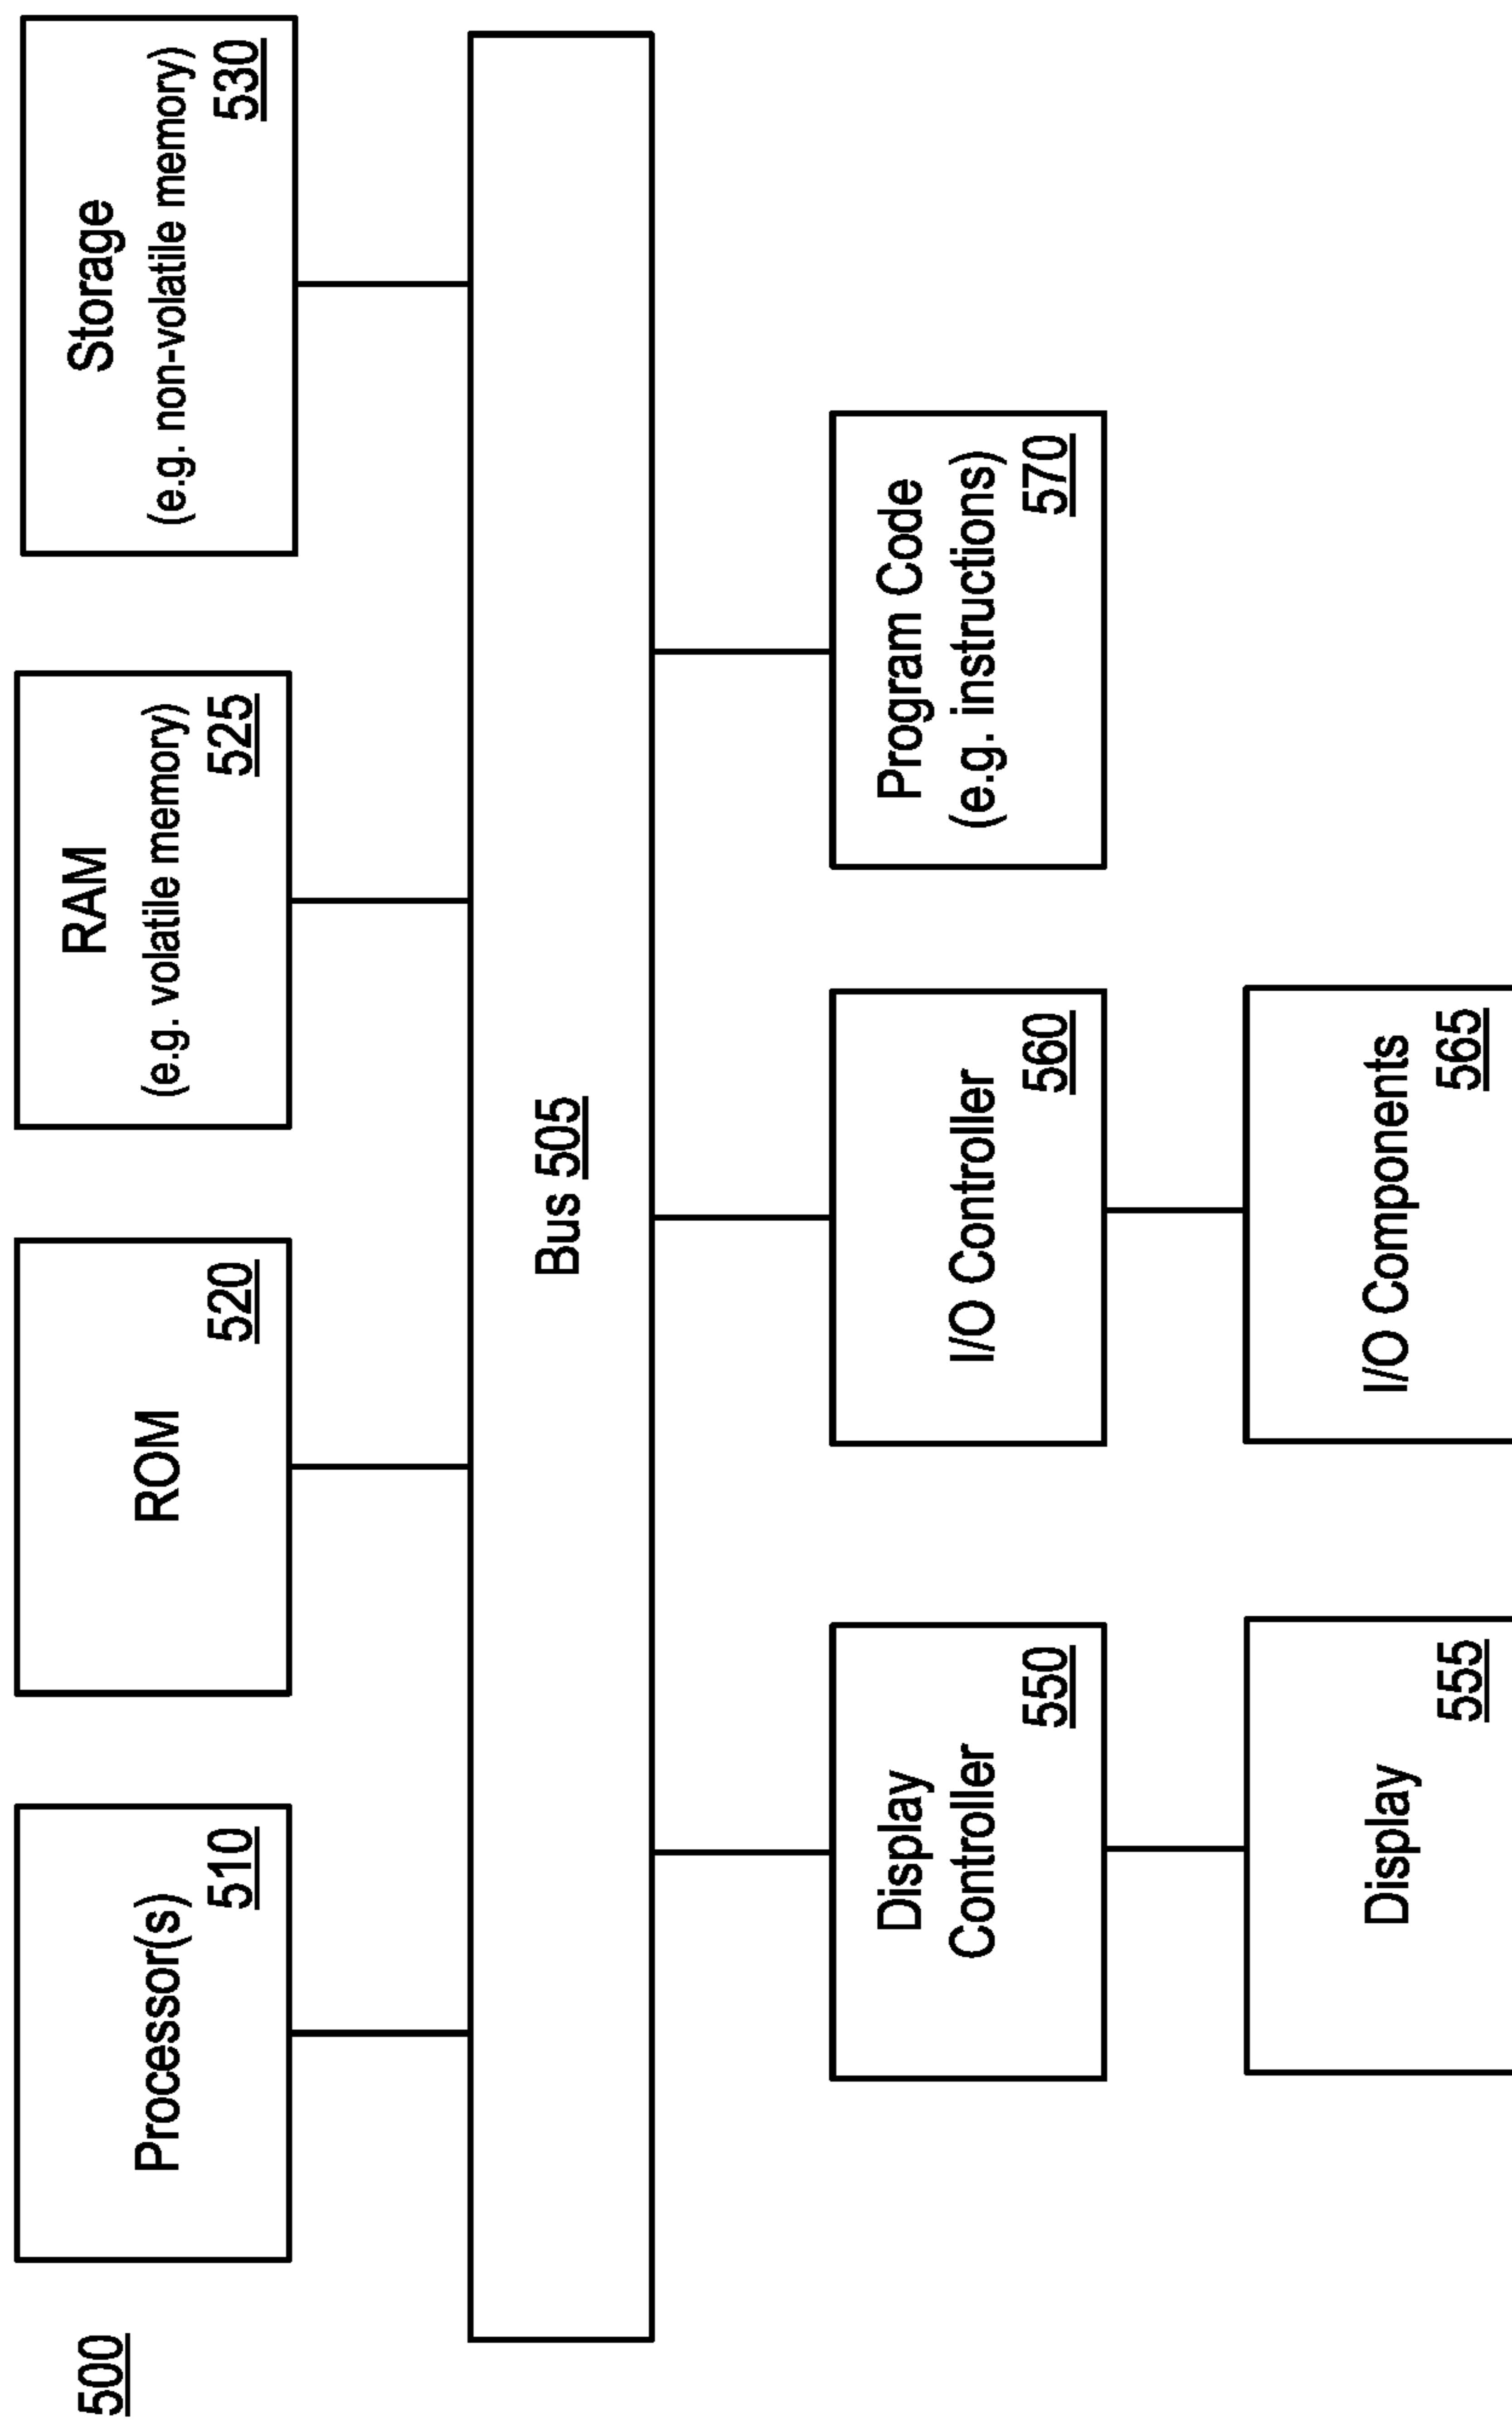 500
Processor(s)
510
ROM
520
RAM
(e.g. volatile memory)
525
Storage
(e.g. non-volatile memory)
530
Bus 505
Display
Controller
550
I/O Controller
560
Program Code
(e.g. instructions)
570
Display
555
I/O Components
565